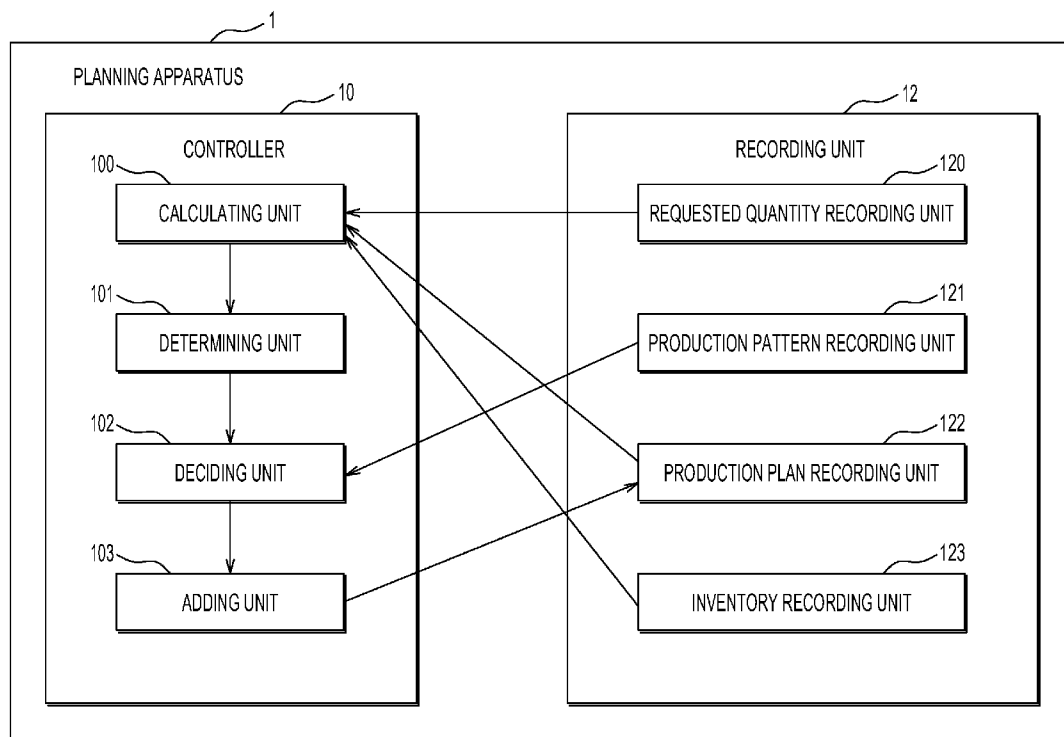 1
PLANNING APPARATUS
10
CONTROLLER
100
CALCULATING UNIT
101
DETERMINING UNIT
102
DECIDING UNIT
103
ADDING UNIT
12
RECORDING UNIT
120
REQUESTED QUANTITY RECORDING UNIT
121
PRODUCTION PATTERN RECORDING UNIT
122
PRODUCTION PLAN RECORDING UNIT
123
INVENTORY RECORDING UNIT